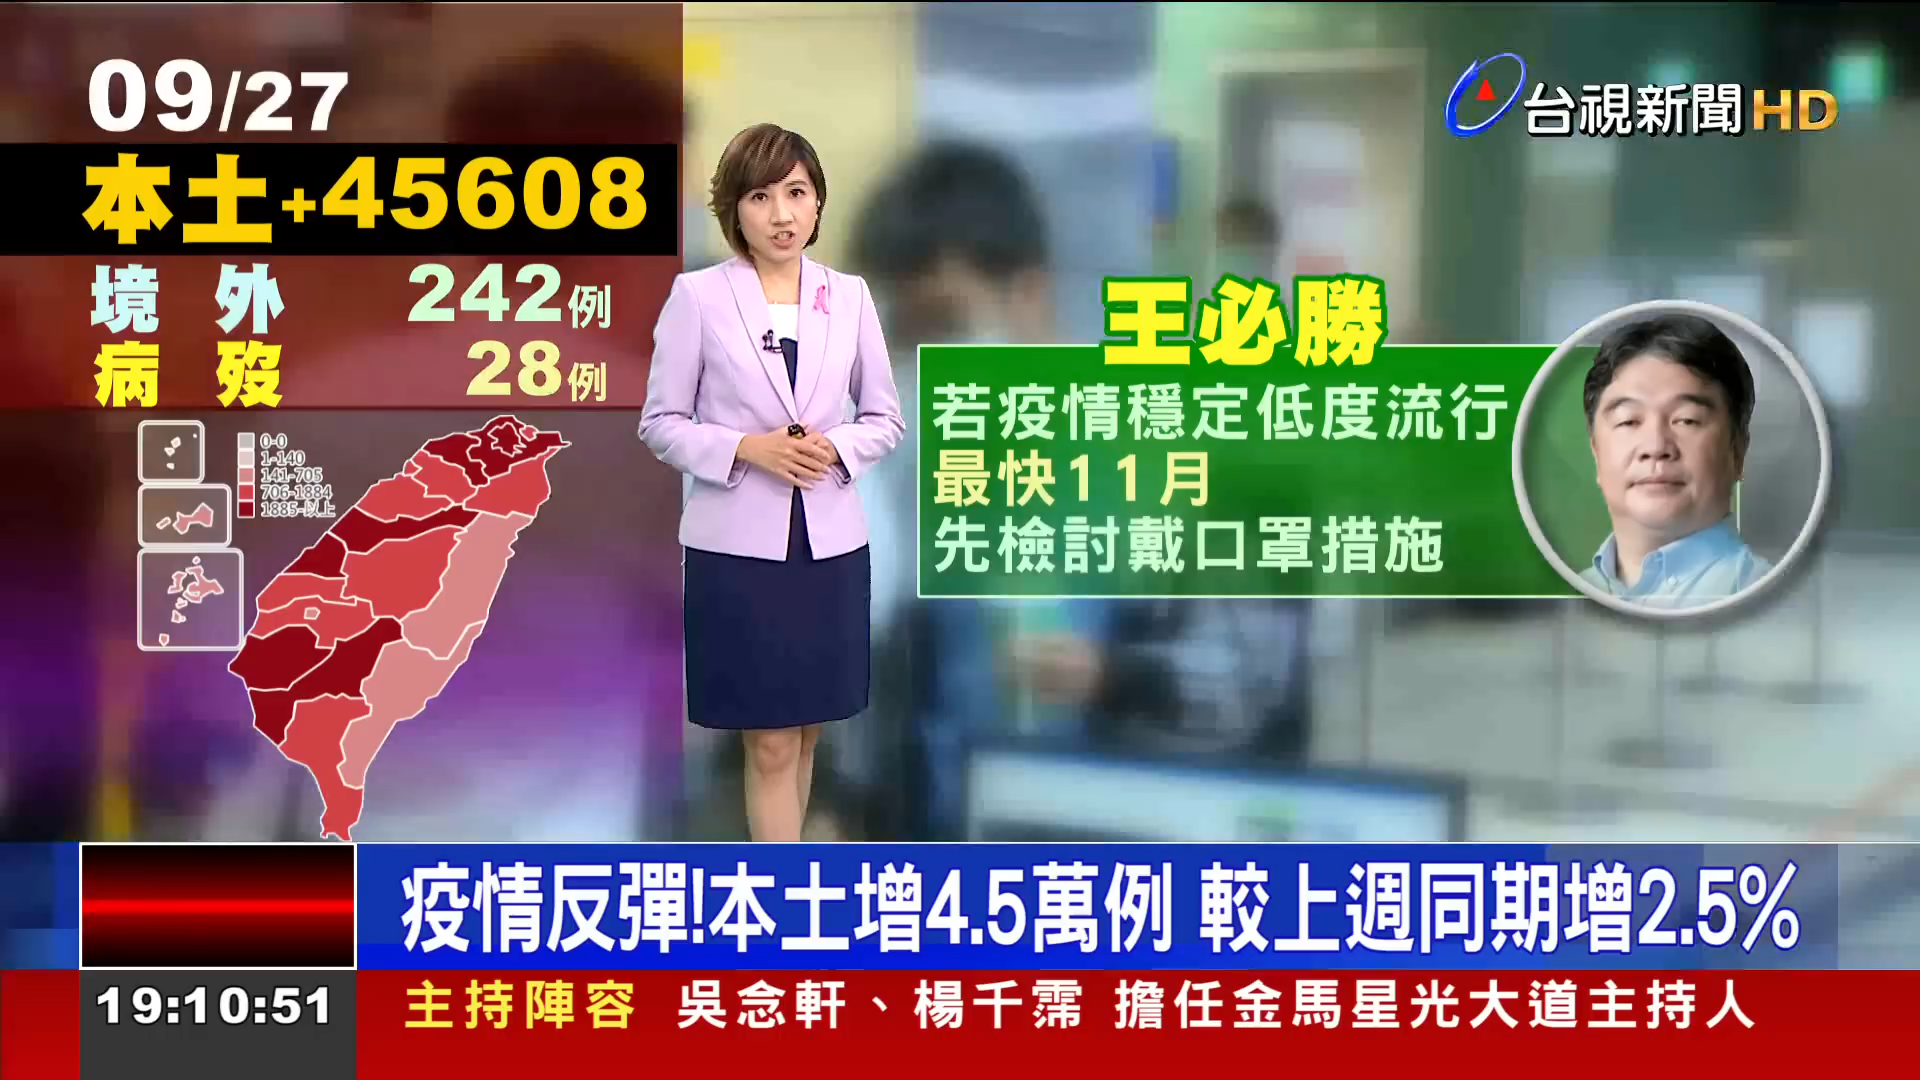 09/27
本土+45608
境外 242例
病歿 28例
0-0
1-140
141-705
706-1884
1885-以上
台視新聞HD
王必勝
若疫情穩定低度流行
最快11月
先檢討戴口罩措施
疫情反彈!本土增4.5萬例 較上週同期增2.5%
19:10:51
主持陣容 吳念軒、楊千霈 擔任金馬星光大道主持人